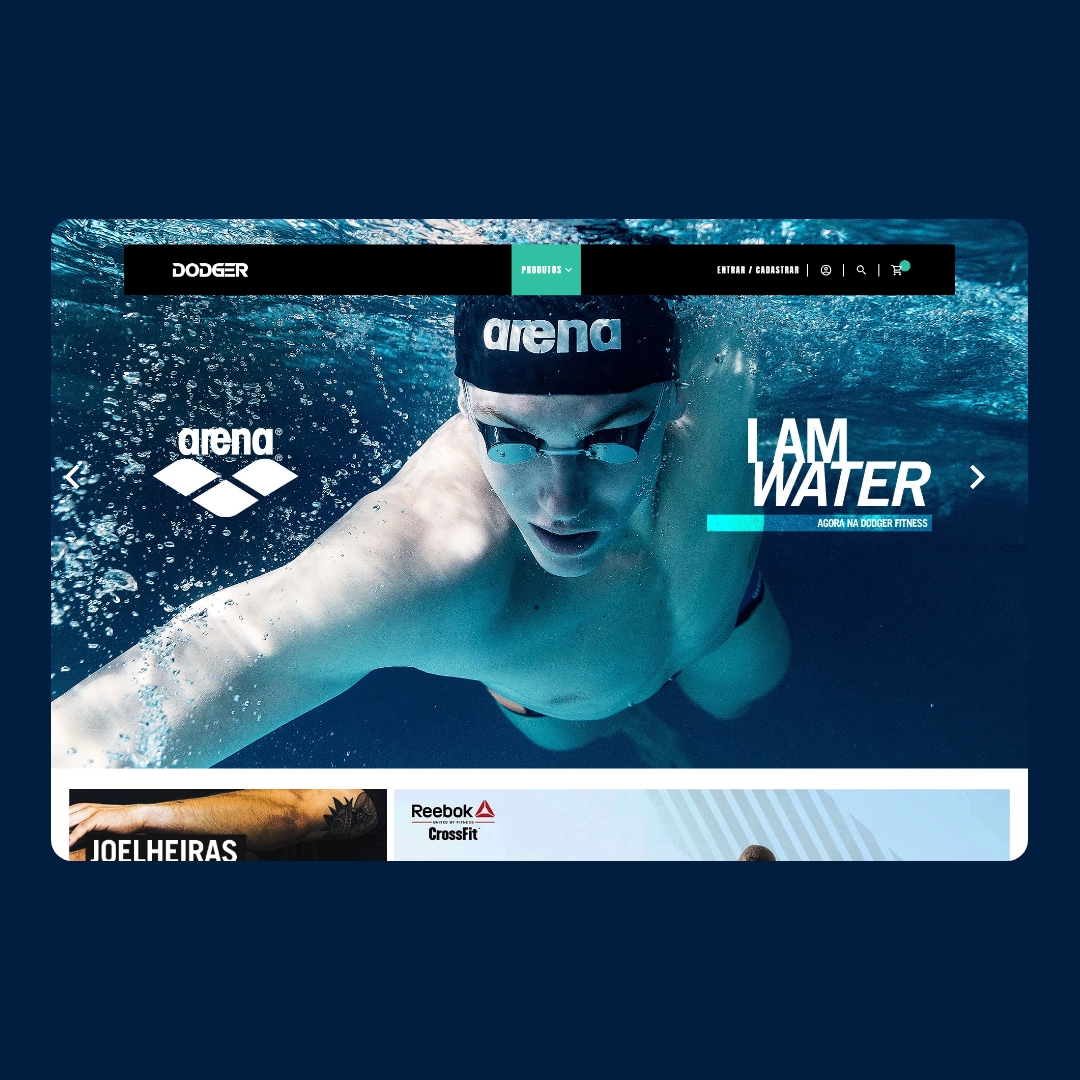 DODGER
PRODUTOS
ENTRAR / CADASTRAR
arena
arena®
I AM
WATER
AGORA NA DODGER FITNESS
JOELHEIRAS
Reebok
UNITED BY FITNESS
CrossFit